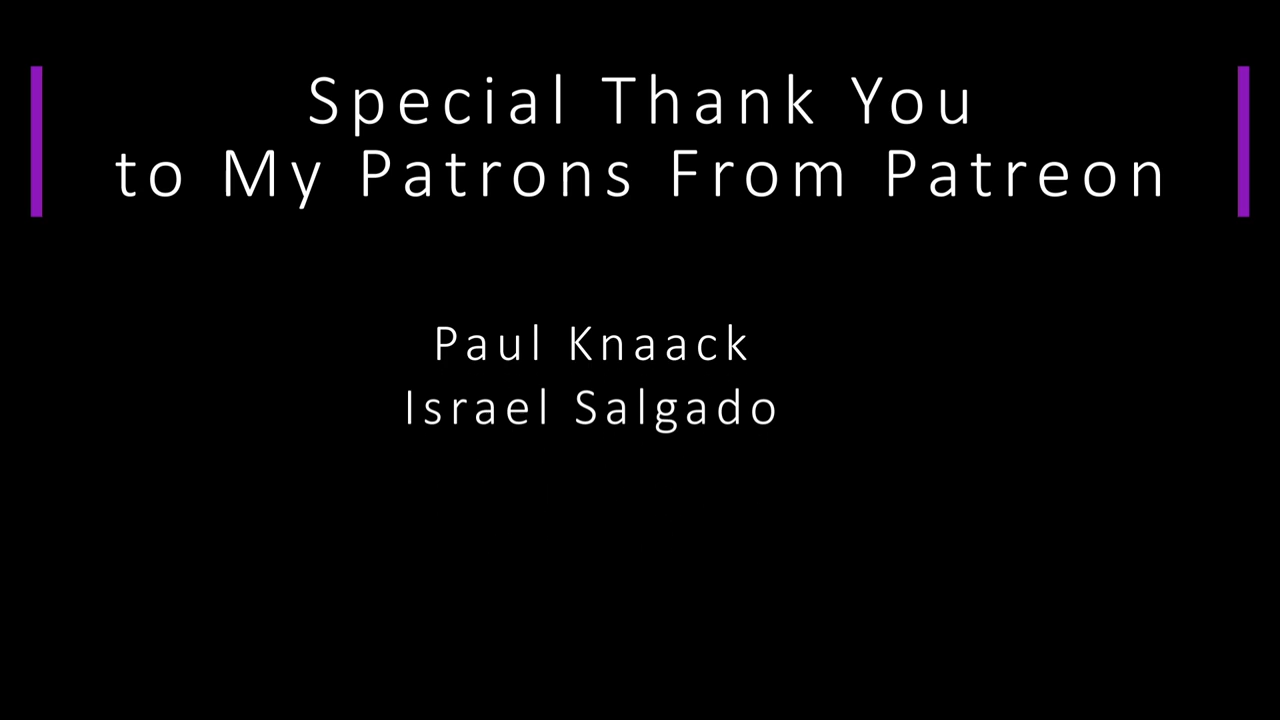 Special Thank You
to My Patrons From Patreon
Paul Knaack
Israel Salgado